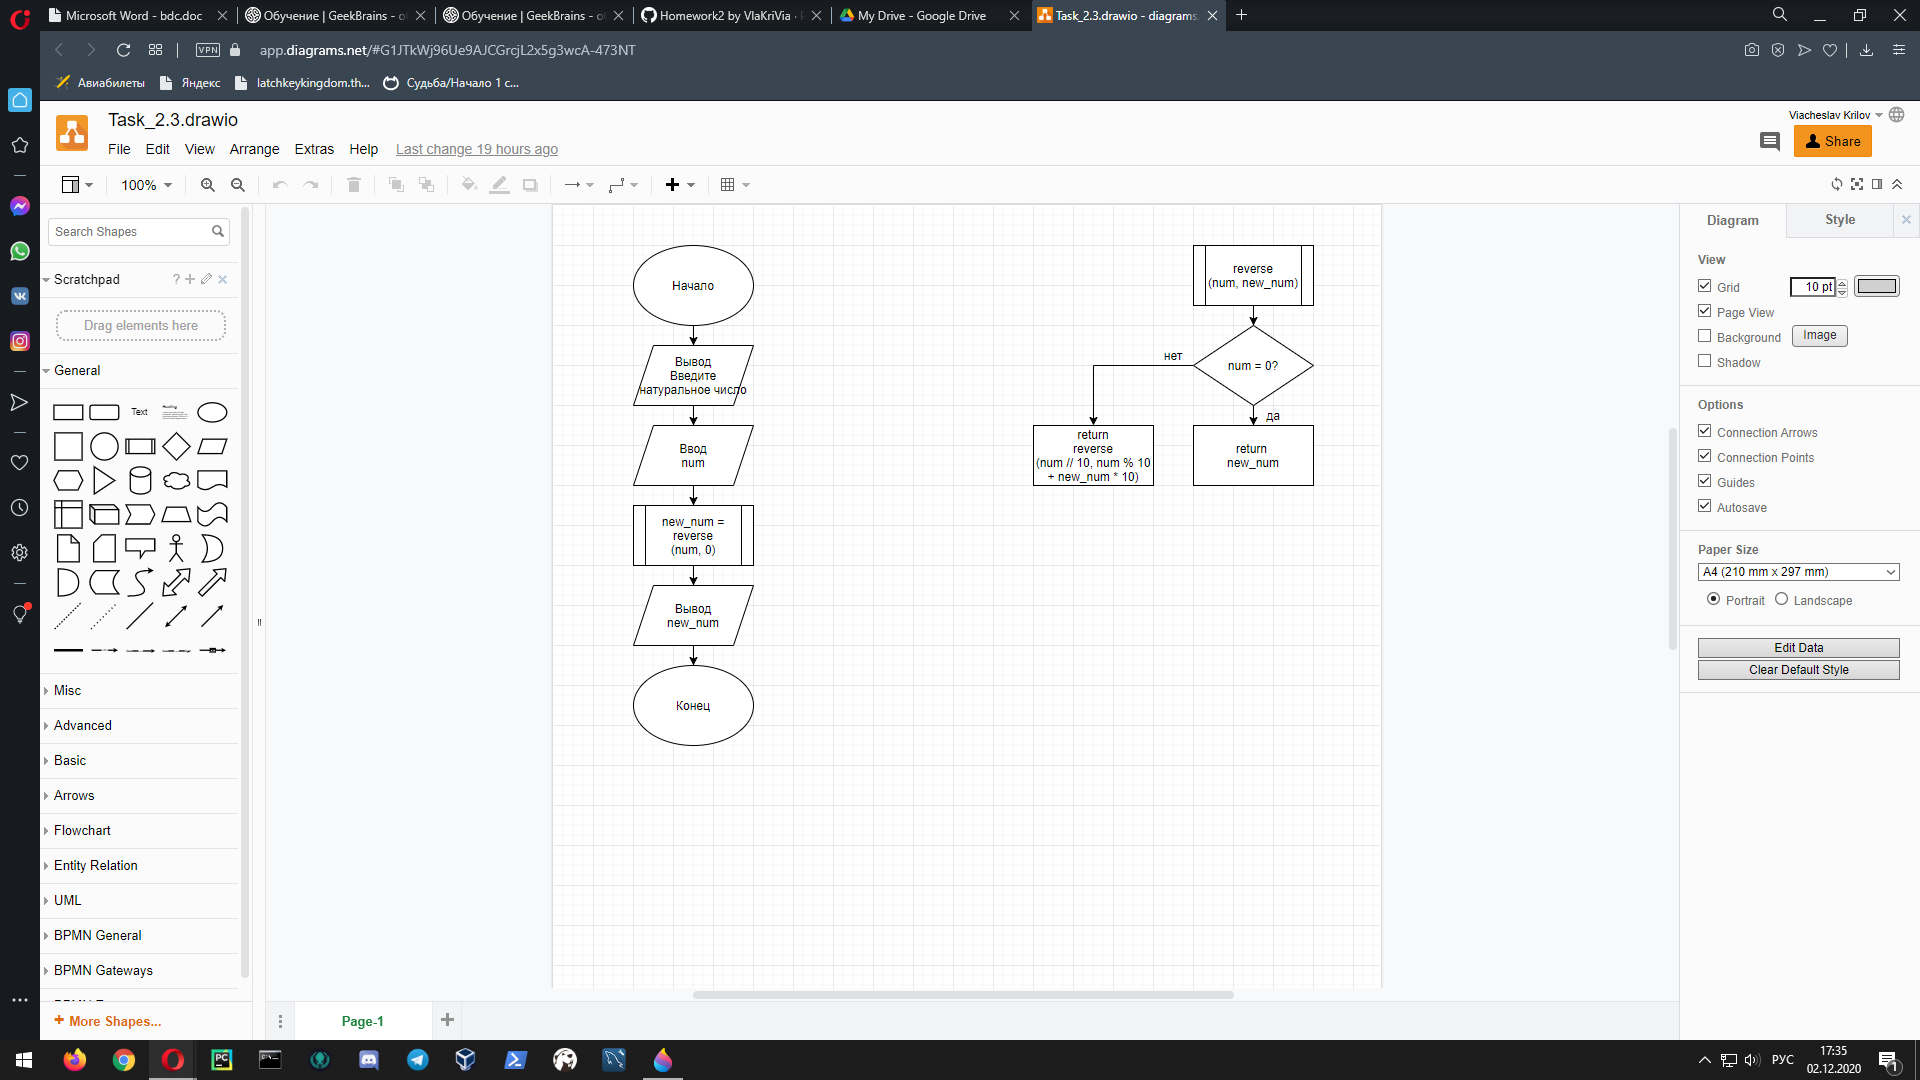 Microsoft Word - bdc.doc
Обучение | GeekBrains - об
Обучение | GeekBrains - об
Homework2 by VlaKriVia ·
My Drive - Google Drive
Task_2.3.drawio - diagrams.
VPN
app.diagrams.net/#G1JTkWj96Ue9AJCGrcjL2x5g3wcA-473NT
Авиабилеты
Яндекс
latchkeykingdom.th...
Судьба/Начало 1 с...
Task_2.3.drawio
Viacheslav Krilov
File Edit View Arrange Extras Help Last change 19 hours ago
Share
100%
Search Shapes
Scratchpad
?
Drag elements here
General
Text
Heading
Misc
Advanced
Basic
Arrows
Flowchart
Entity Relation
UML
BPMN General
BPMN Gateways
+ More Shapes...
Начало
Вывод
Введите
натуральное число
Ввод
num
new_num =
reverse
(num, 0)
Вывод
new_num
Конец
reverse
(num, new_num)
num = 0?
нет
да
return
reverse
(num // 10, num % 10
+ new_num * 10)
return
new_num
Page-1
Diagram
Style
View
Grid
10 pt
Page View
Background
Image
Shadow
Options
Connection Arrows
Connection Points
Guides
Autosave
Paper Size
A4 (210 mm x 297 mm)
Portrait
Landscape
Edit Data
Clear Default Style
PC
РУС
17:35
02.12.2020
1